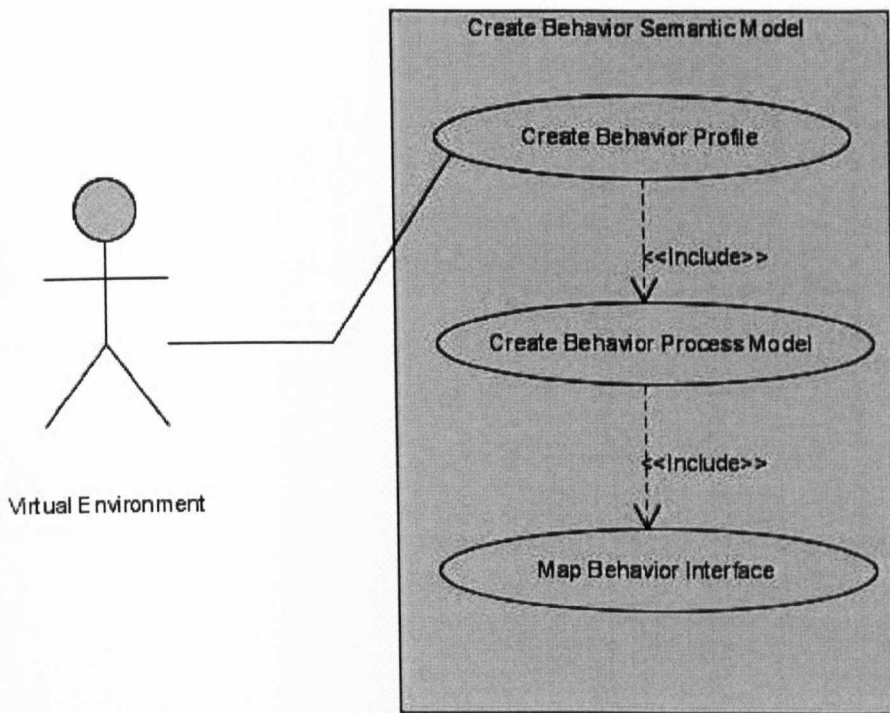 Create Behavior Semantic Model
Create Behavior Profile
<<Include>>
Create Behavior Process Model
<<Include>>
Map Behavior Interface
Virtual Environment